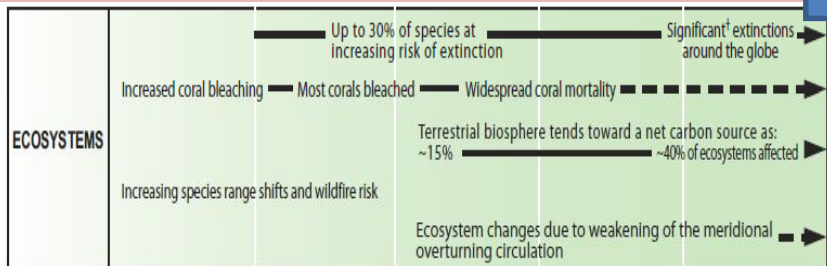 Up to 30% of species at
increasing risk of extinction
Significant† extinctions
around the globe
Increased coral bleaching Most corals bleached Widespread coral mortality
ECOSYSTEMS
Terrestrial biosphere tends toward a net carbon source as:
~15% ~40% of ecosystems affected
Increasing species range shifts and wildfire risk
Ecosystem changes due to weakening of the meridional
overturning circulation